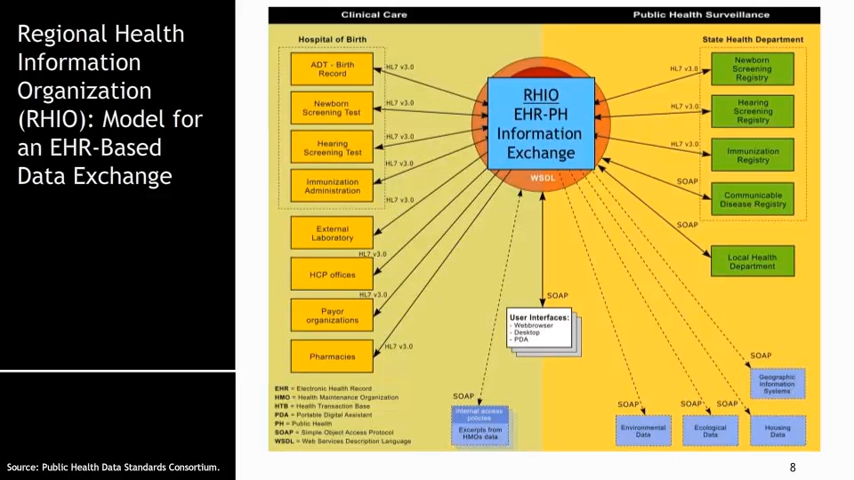 Regional Health
Information
Organization
(RHIO): Model for
an EHR-Based
Data Exchange
Source: Public Health Data Standards Consortium.
Clinical Care
Public Health Surveillance
Hospital of Birth
ADT - Birth
Record
Newborn
Screening Test
Hearing
Screening Test
Immunization
Administration
External
Laboratory
HCP offices
Payor
organizations
Pharmacies
HL7 v3.0
HL7 v3.0
HL7 v3.0
HL7 v3.0
HL7 v3.0
HL7 v3.0
HL7 v3.0
HL7 v3.0
RHIO
EHR-PH
Information
Exchange
WSDL
State Health Department
Newborn
Screening
Registry
Hearing
Screening
Registry
Immunization
Registry
Communicable
Disease Registry
Local Health
Department
HL7 v3.0
HL7 v3.0
HL7 v3.0
SOAP
SOAP
SOAP
User Interfaces:
- Webbrowser
- Desktop
- PDA
EHR = Electronic Health Record
HMO = Health Maintenance Organization
HTB = Health Transaction Base
PDA = Portable Digital Assistant
PH = Public Health
SOAP = Simple Object Access Protocol
WSDL = Web Services Description Language
SOAP
Internal access
policies
Excerpts from
HMOs data
SOAP
SOAP
SOAP
SOAP
Environmental
Data
Ecological
Data
Housing
Data
Geographic
Information
Systems
8